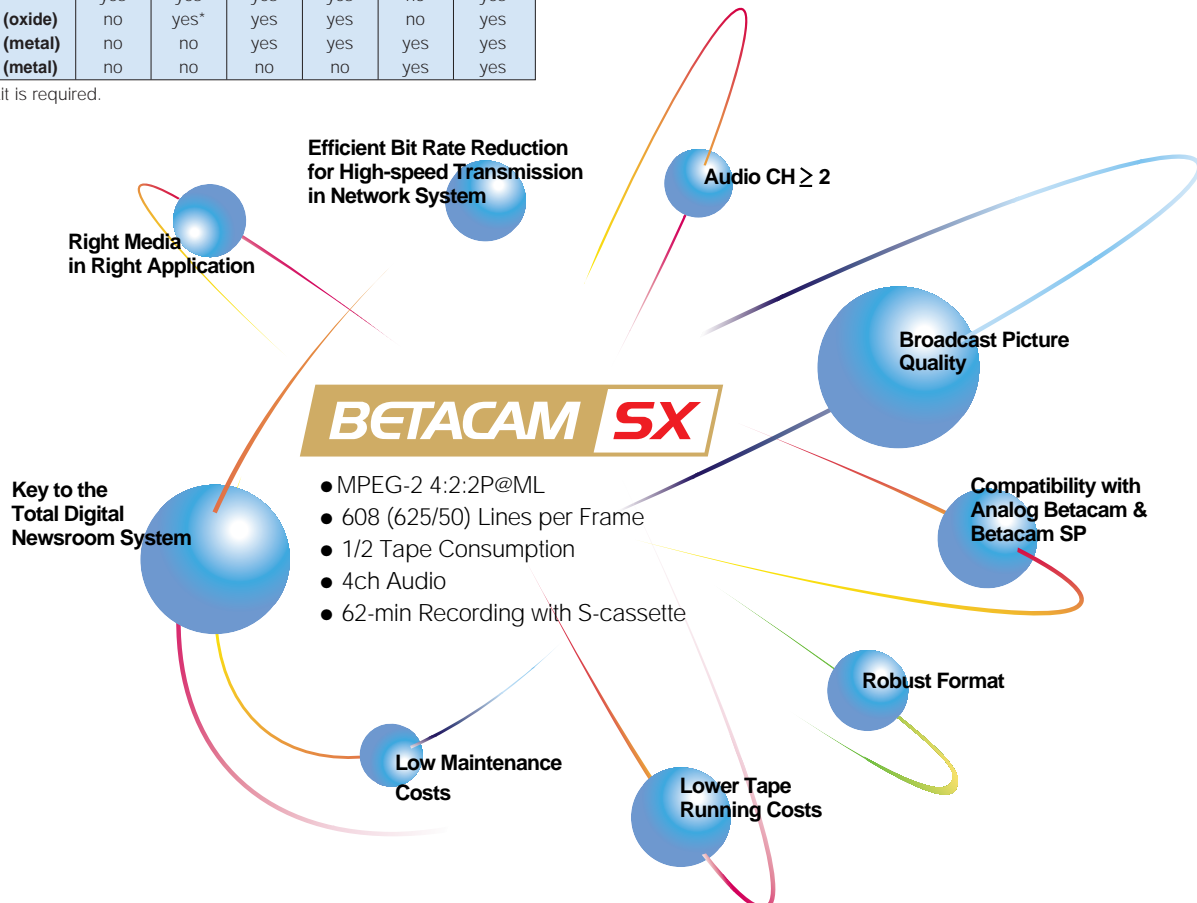 (oxide) no yes* yes yes no yes
(metal) no no yes yes yes yes
(metal) no no no no yes yes
it is required.
Efficient Bit Rate Reduction
for High-speed Transmission
in Network System
Audio CH ≥ 2
Right Media
in Right Application
Broadcast Picture
Quality
BETACAM SX
● MPEG-2 4:2:2P@ML
● 608 (625/50) Lines per Frame
● 1/2 Tape Consumption
● 4ch Audio
● 62-min Recording with S-cassette
Key to the
Total Digital
Newsroom System
Compatibility with
Analog Betacam &
Betacam SP
Robust Format
Low Maintenance
Costs
Lower Tape
Running Costs